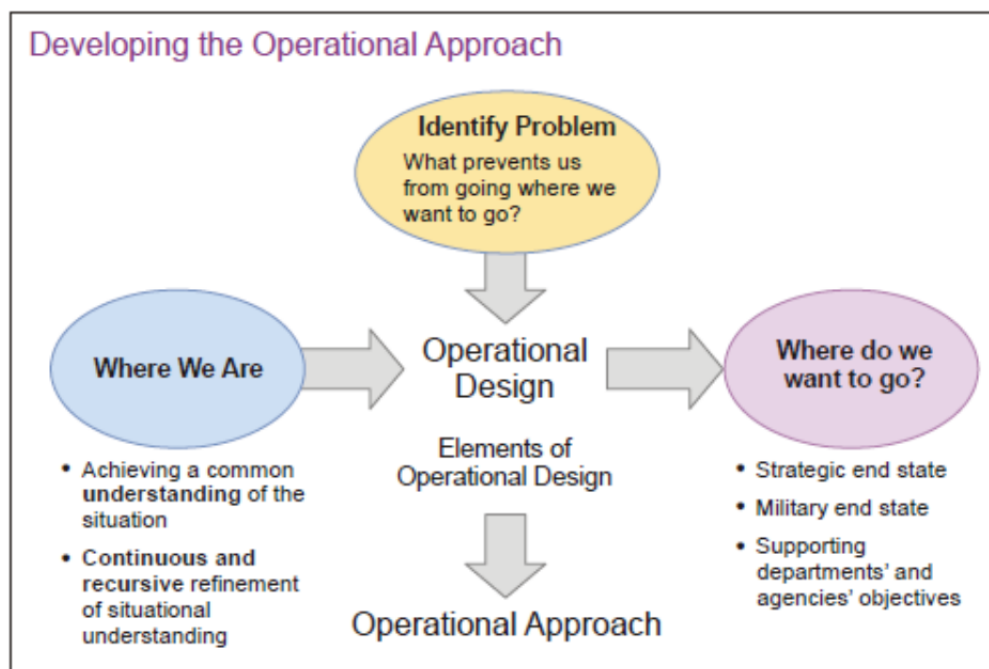 Developing the Operational Approach
Identify Problem
What prevents us
from going where we
want to go?
Where We Are
Operational
Design
Where do we
want to go?
Elements of
Operational Design
• Achieving a common
understanding of the
situation
• Continuous and
recursive refinement
of situational
understanding
• Strategic end state
• Military end state
• Supporting
departments' and
agencies' objectives
Operational Approach